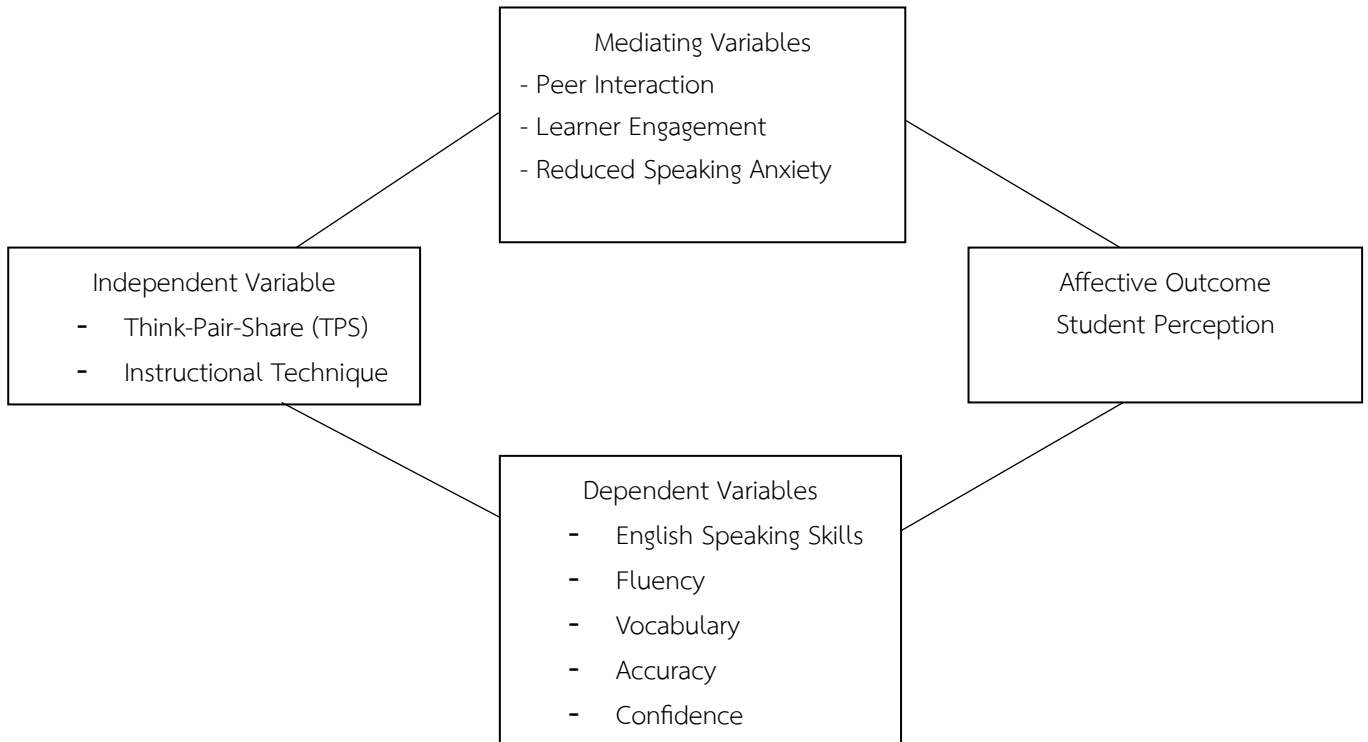 Mediating Variables
- Peer Interaction
- Learner Engagement
- Reduced Speaking Anxiety
Independent Variable
- Think-Pair-Share (TPS)
- Instructional Technique
Affective Outcome
Student Perception
Dependent Variables
- English Speaking Skills
- Fluency
- Vocabulary
- Accuracy
- Confidence